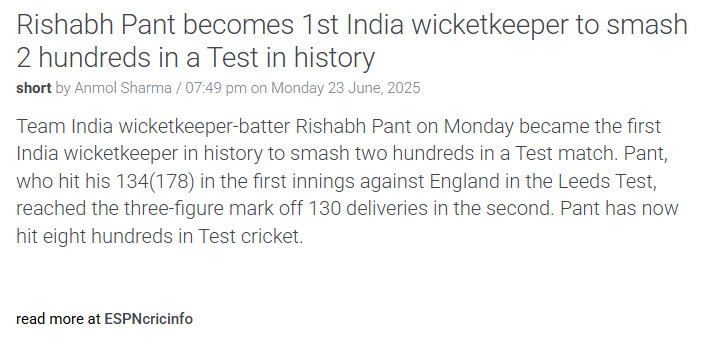 Rishabh Pant becomes 1st India wicketkeeper to smash
2 hundreds in a Test in history
short by Anmol Sharma / 07:49 pm on Monday 23 June, 2025
Team India wicketkeeper-batter Rishabh Pant on Monday became the first
India wicketkeeper in history to smash two hundreds in a Test match. Pant,
who hit his 134(178) in the first innings against England in the Leeds Test,
reached the three-figure mark off 130 deliveries in the second. Pant has now
hit eight hundreds in Test cricket.
read more at ESPNcricinfo